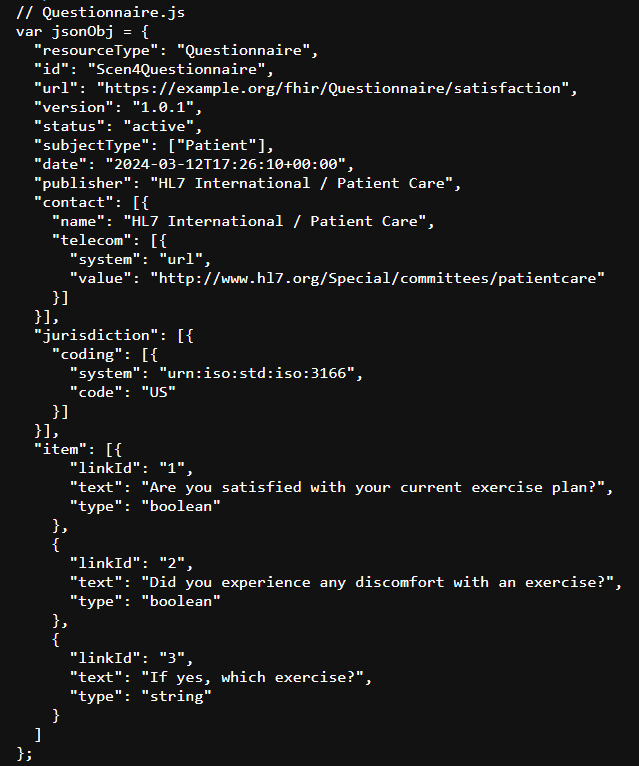 // Questionnaire.js
var jsonObj = {
  "resourceType": "Questionnaire",
  "id": "Scen4Questionnaire",
  "url": "https://example.org/fhir/Questionnaire/satisfaction",
  "version": "1.0.1",
  "status": "active",
  "subjectType": ["Patient"],
  "date": "2024-03-12T17:26:10+00:00",
  "publisher": "HL7 International / Patient Care",
  "contact": [{
    "name": "HL7 International / Patient Care",
    "telecom": [{
      "system": "url",
      "value": "http://www.hl7.org/Special/committees/patientcare"
    }]
  }],
  "jurisdiction": [{
    "coding": [{
      "system": "urn:iso:std:iso:3166",
      "code": "US"
    }]
  }],
  "item": [{
      "linkId": "1",
      "text": "Are you satisfied with your current exercise plan?",
      "type": "boolean"
    },
    {
      "linkId": "2",
      "text": "Did you experience any discomfort with an exercise?",
      "type": "boolean"
    },
    {
      "linkId": "3",
      "text": "If yes, which exercise?",
      "type": "string"
    }
  ]
};